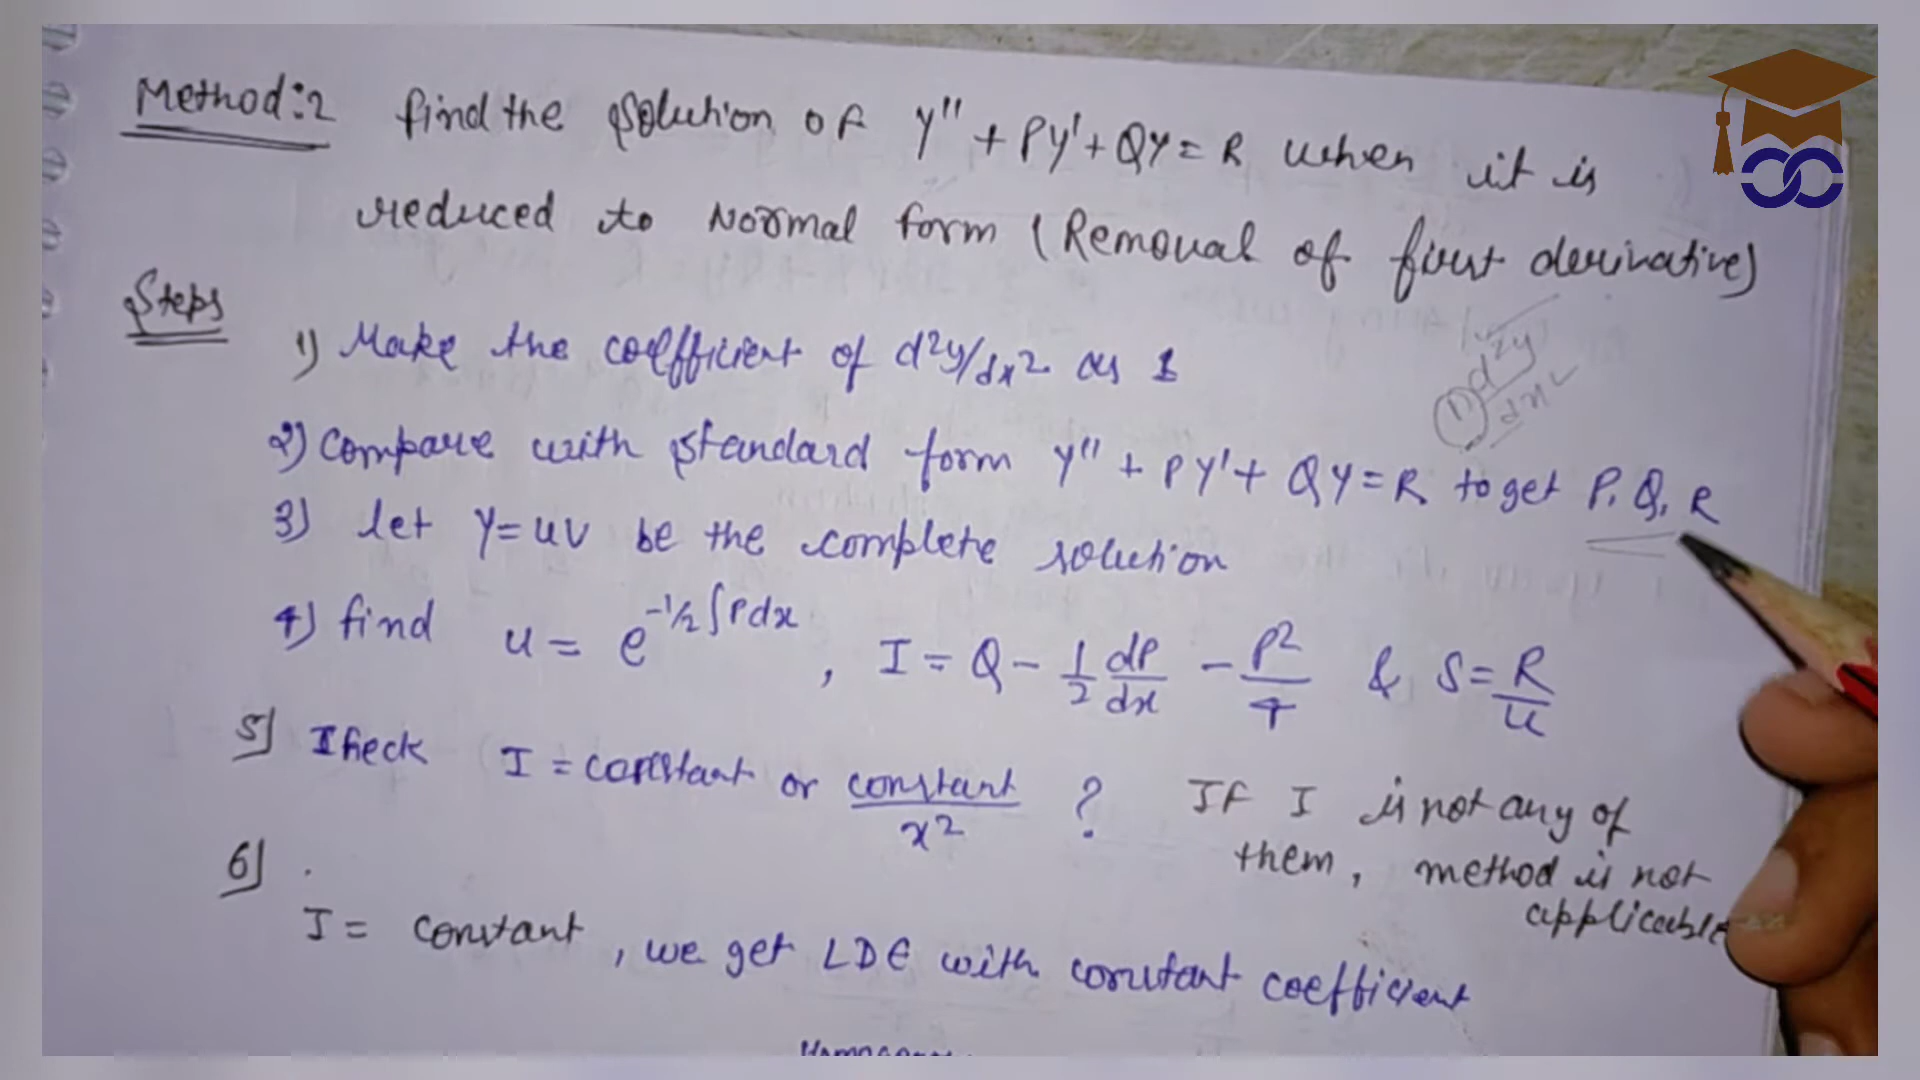 Method:2 find the solution of y'' + Py' + Qy = R when it is
reduced to Normal form (Removal of first derivative)
Steps
1) Make the coefficient of d²y/dx² as 1
1 d²y/dx²
2) Compare with standard form y'' + Py' + Qy = R to get P, Q, R
3) let y = uv be the complete solution
4) find u = e^{-1/2 ∫Pdx}, I = Q - 1/2 dP/dx - P²/4 & S = R/u
5) Check I = constant or constant/x² ? If I is not any of
them, method is not
applicable
6) .
I = constant, we get LDE with constant coefficient